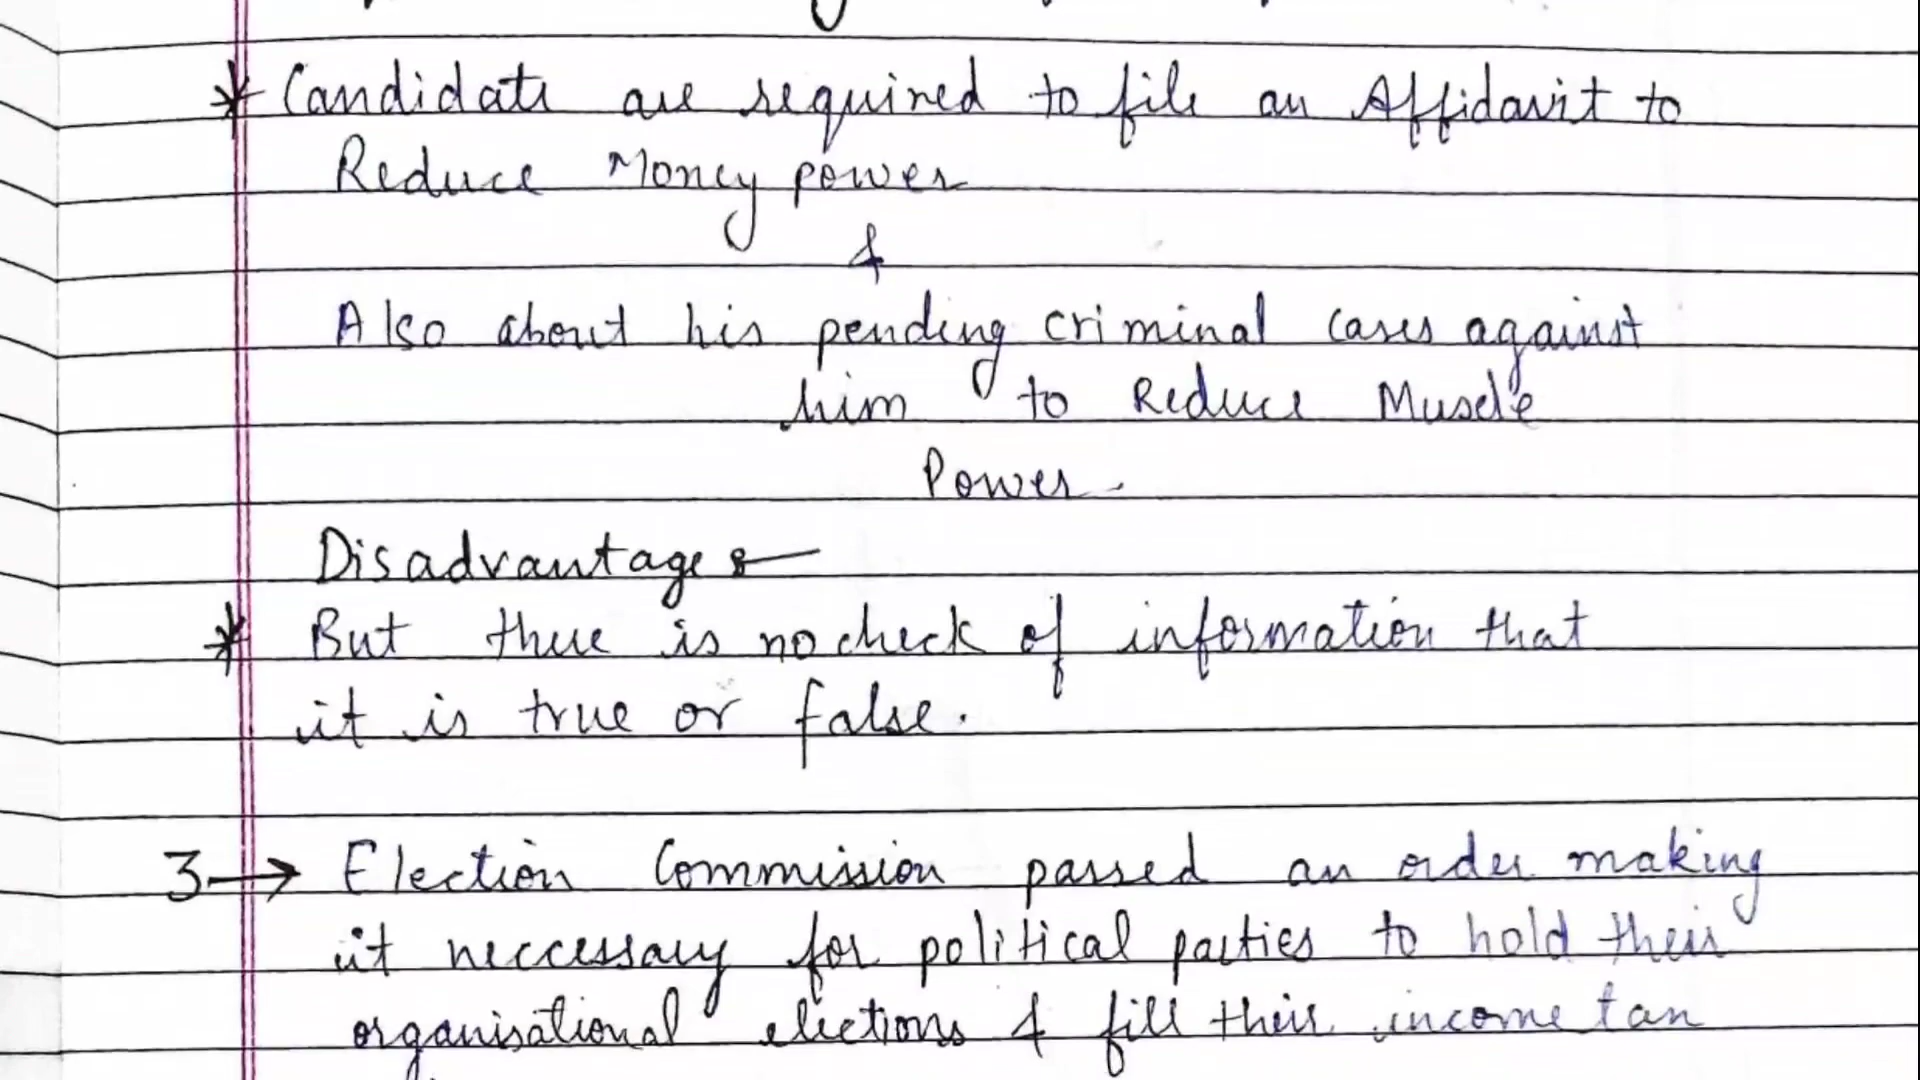 * Candidate are required to file an Affidavit to
Reduce Money power
&
Also about his pending criminal cases against
him to Reduce Muscle
Power.
Disadvantage :-
* But there is no check of information that
it is true or false.
3 → Election Commission passed an order making
it neccessary for political parties to hold their
organisational elections & fill their income tax